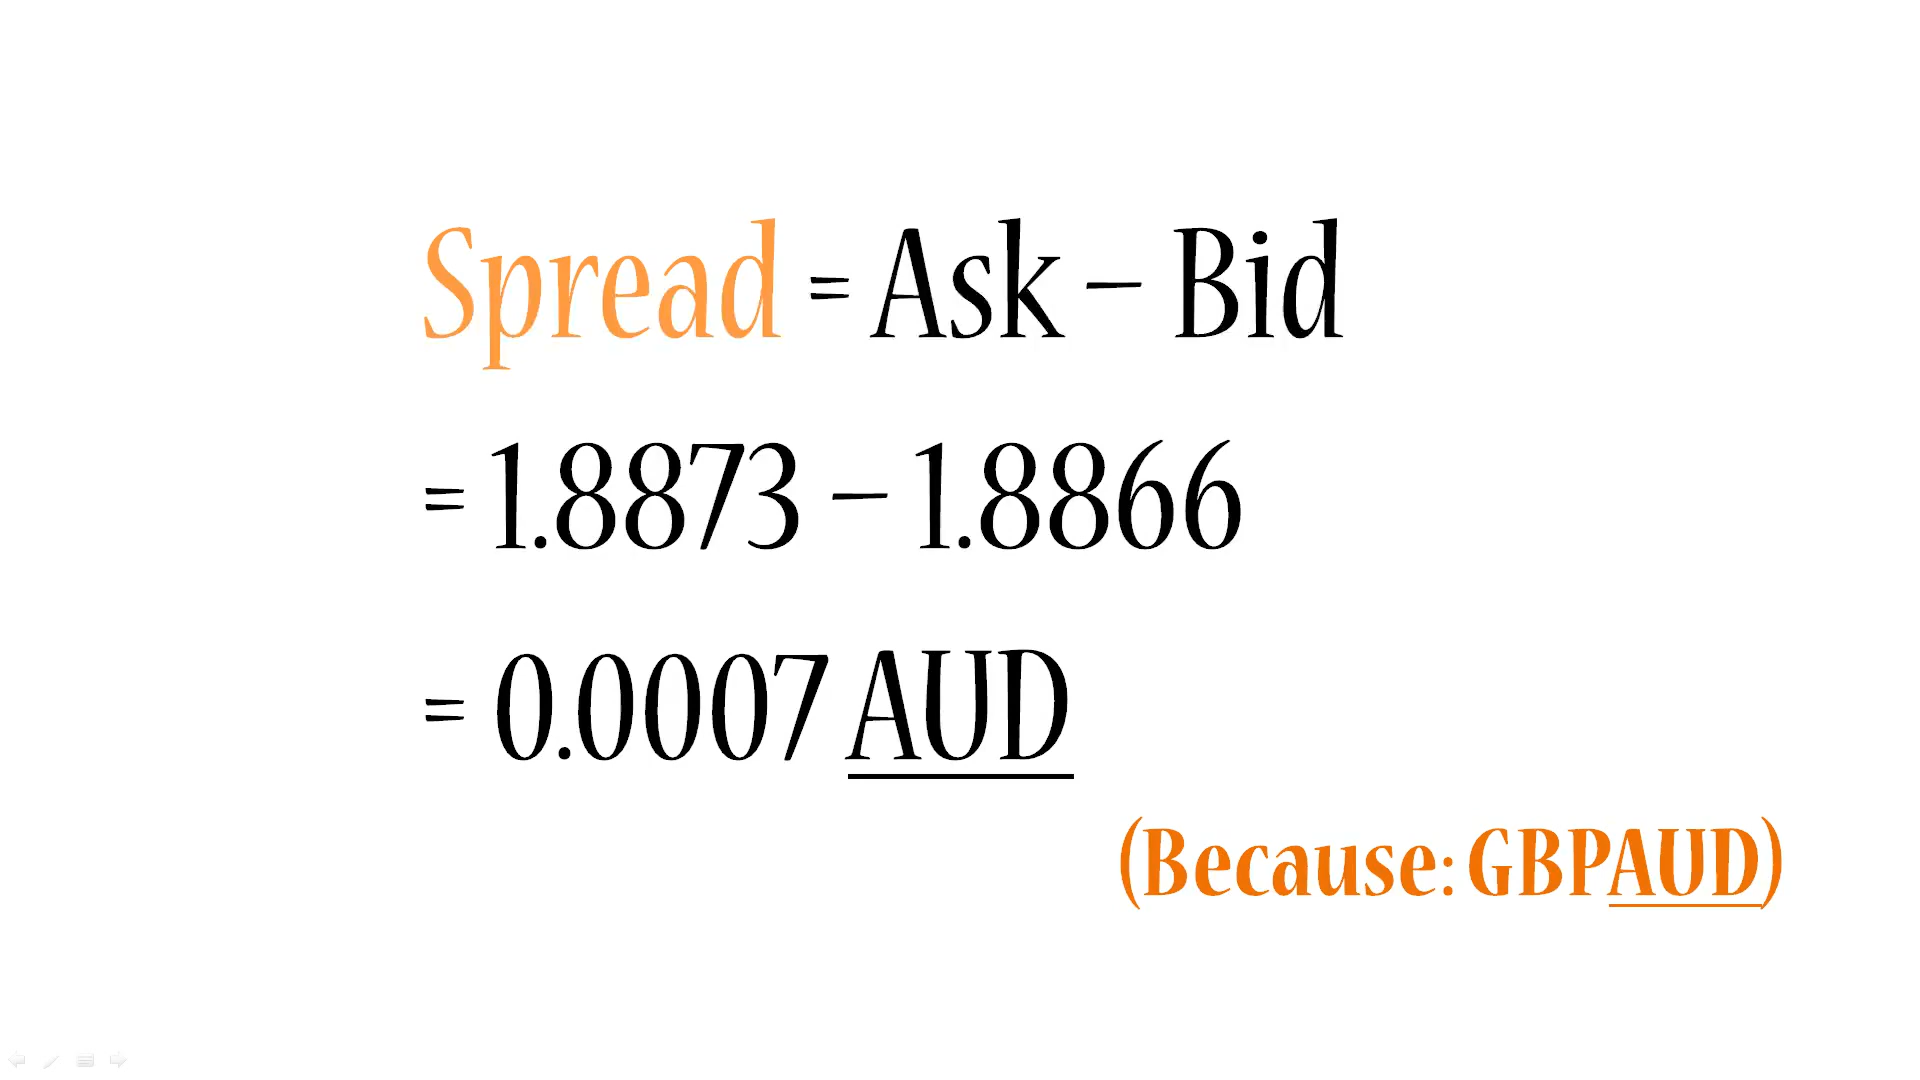 Spread = Ask – Bid
= 1.8873 – 1.8866
= 0.0007 AUD
(Because: GBPAUD)